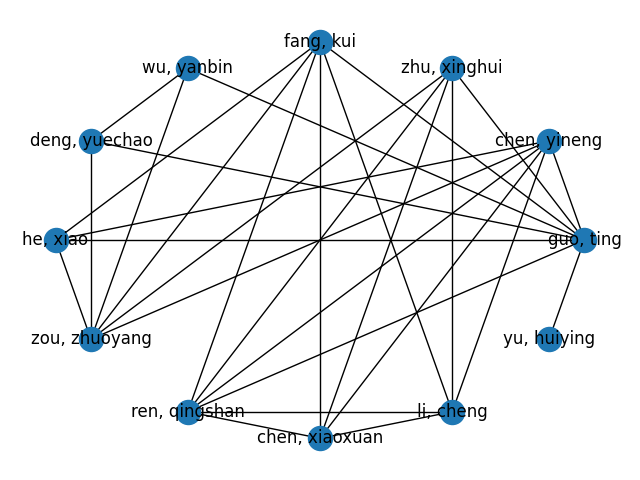 fang, kui
wu, yanbin
zhu, xinghui
deng, yuechao
chen, yineng
he, xiao
guo, ting
zou, zhuoyang
yu, huiying
ren, qingshan
li, cheng
chen, xiaoxuan